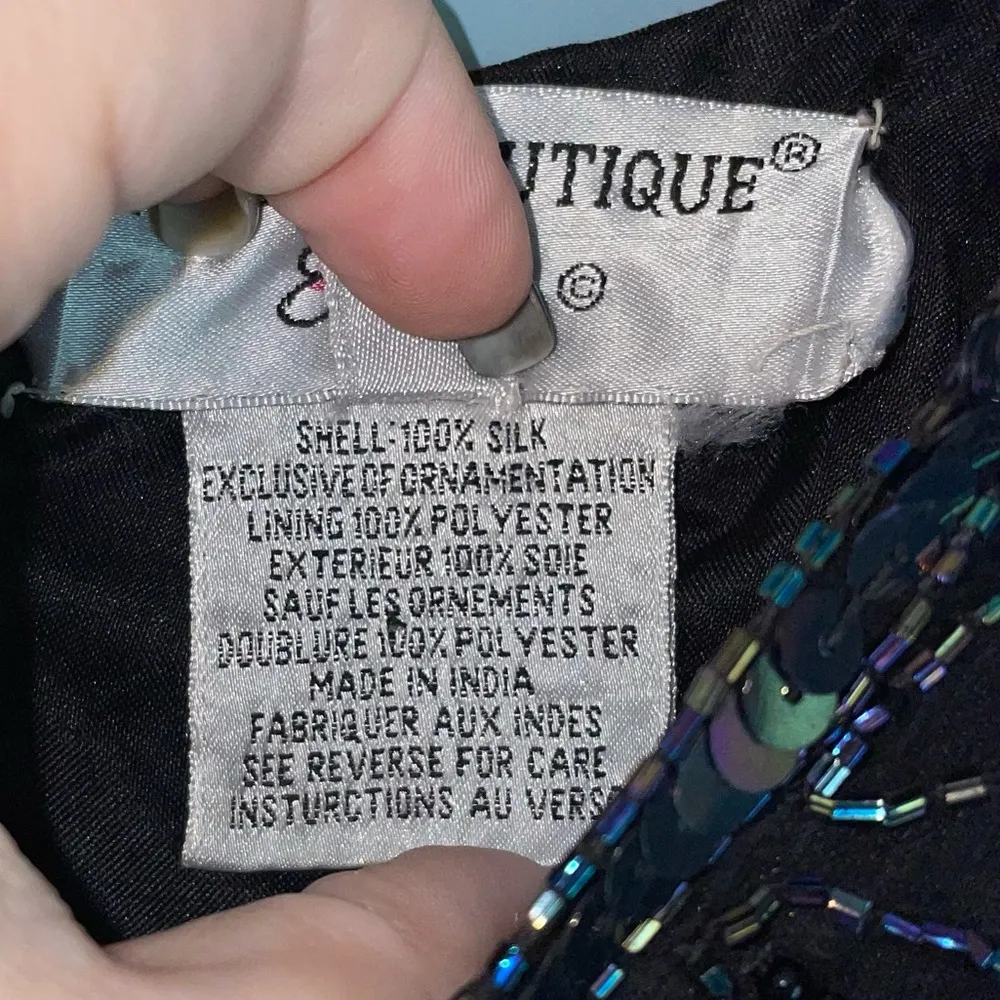 UTIQUE®
©
SHELL:100% SILK
EXCLUSIVE OF ORNAMENTATION
LINING 100% POLYESTER
EXTERIEUR 100% SOIE
SAUF LES ORNEMENTS
DOUBLURE 100% POLYESTER
MADE IN INDIA
FABRIQUER AUX INDES
SEE REVERSE FOR CARE
INSTURCTIONS AU VERSO